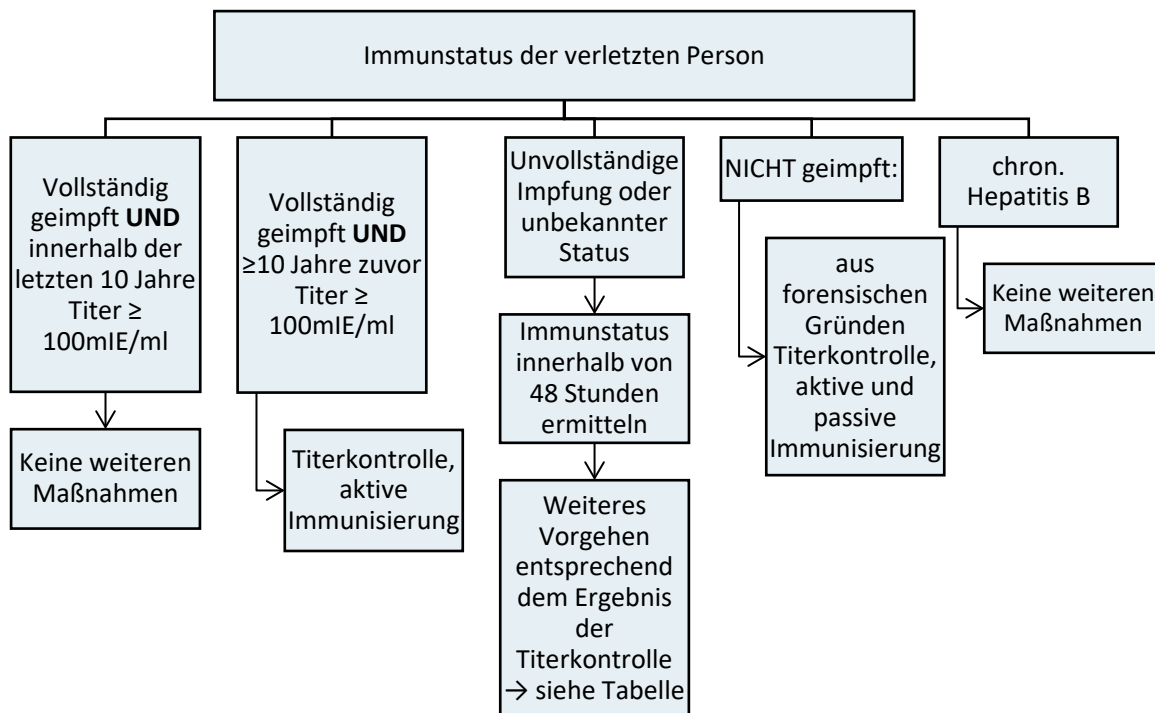 Immunstatus der verletzten Person
Vollständig
geimpft UND
innerhalb der
letzten 10 Jahre
Titer ≥
100mIE/ml
Keine weiteren
Maßnahmen
Vollständig
geimpft UND
≥10 Jahre zuvor
Titer ≥
100mIE/ml
Titerkontrolle,
aktive
Immunisierung
Unvollständige
Impfung oder
unbekannter
Status
Immunstatus
innerhalb von
48 Stunden
ermitteln
Weiteres
Vorgehen
entsprechend
dem Ergebnis
der
Titerkontrolle
→ siehe Tabelle
NICHT geimpft:
aus
forensischen
Gründen
Titerkontrolle,
aktive und
passive
Immunisierung
chron.
Hepatitis B
Keine weiteren
Maßnahmen